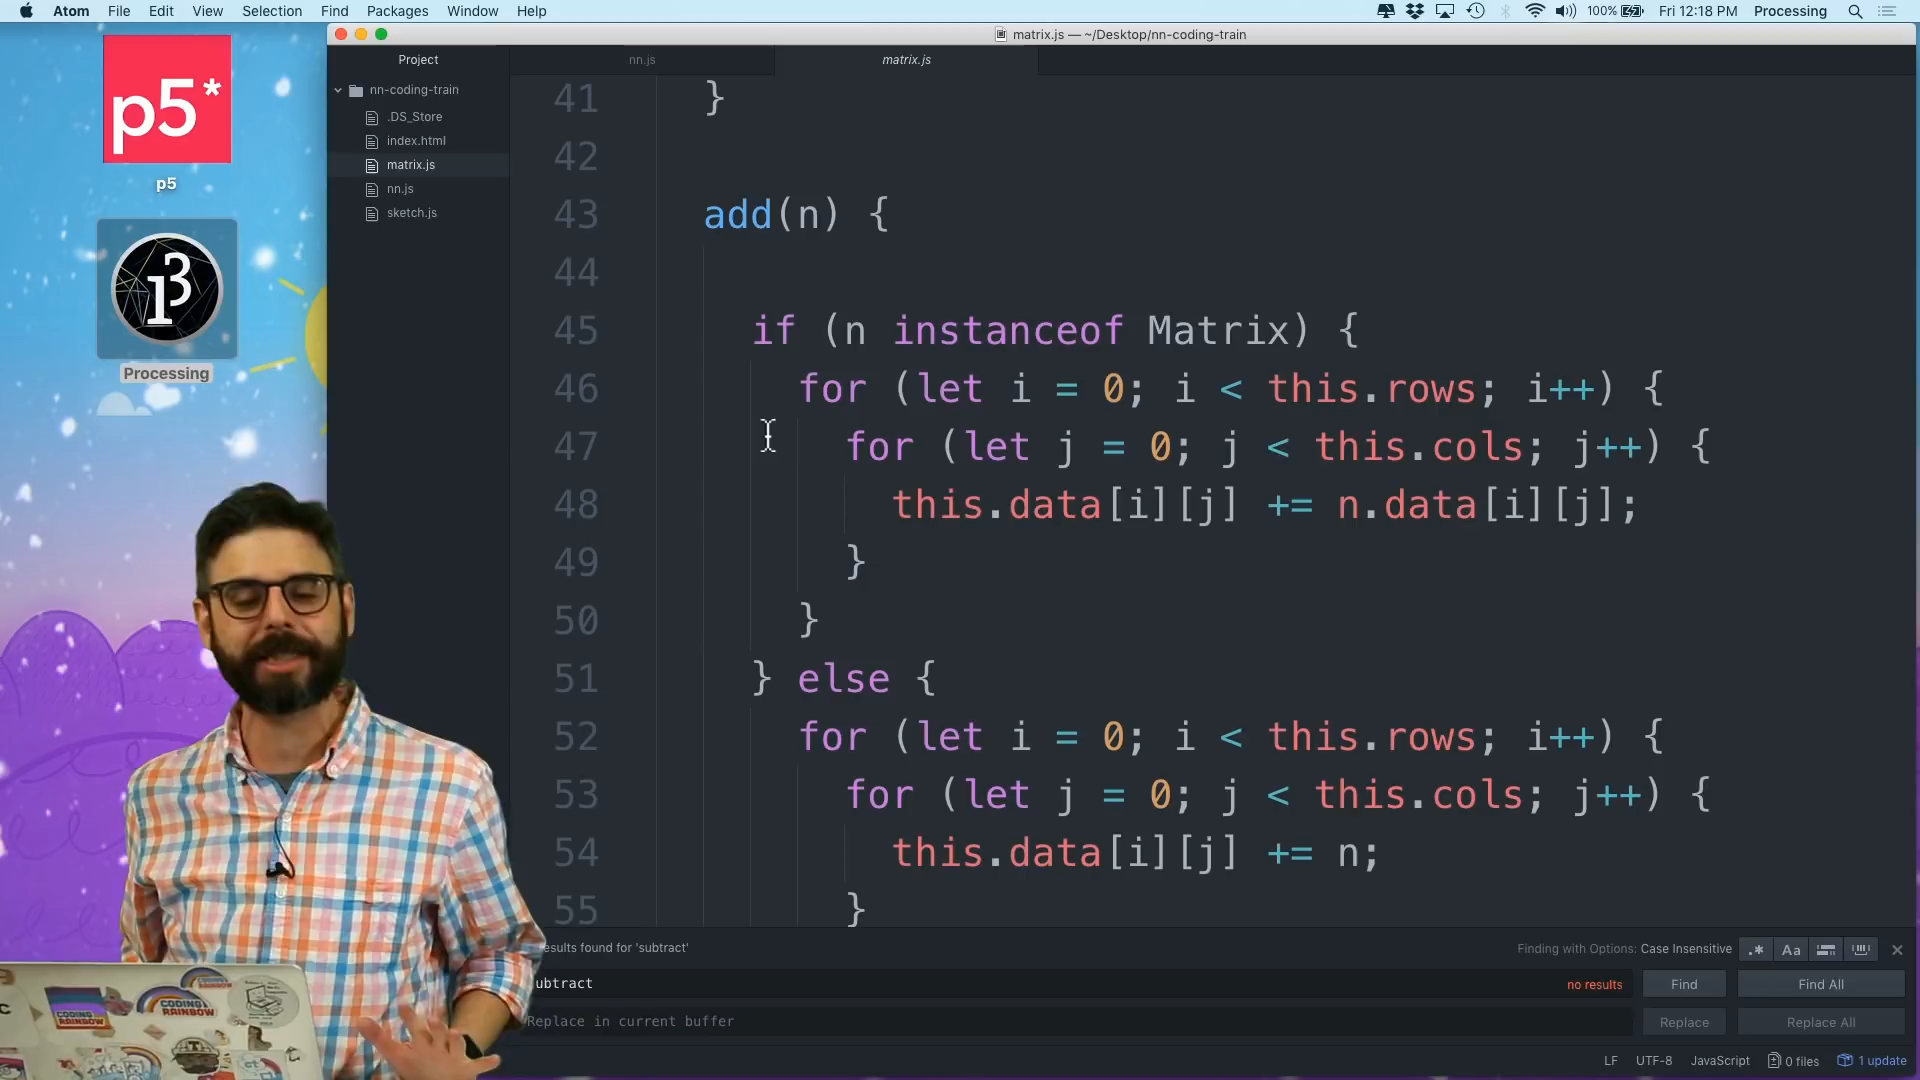 Atom File Edit View Selection Find Packages Window Help 100% Fri 12:18 PM Processing
matrix.js — ~/Desktop/nn-coding-train
Project
nn.js
matrix.js
nn-coding-train
.DS_Store
index.html
matrix.js
nn.js
sketch.js
p5*
p5
Processing
41 }
42
43 add(n) {
44
45 if (n instanceof Matrix) {
46 for (let i = 0; i < this.rows; i++) {
47 for (let j = 0; j < this.cols; j++) {
48 this.data[i][j] += n.data[i][j];
49 }
50 }
51 } else {
52 for (let i = 0; i < this.rows; i++) {
53 for (let j = 0; j < this.cols; j++) {
54 this.data[i][j] += n;
55 }
esults found for 'subtract'
Finding with Options: Case Insensitive .* Aa
ubtract
no results Find Find All
Replace in current buffer
Replace Replace All
LF UTF-8 JavaScript 0 files 1 update
CODING RAINBOW
CODING RAINBOW